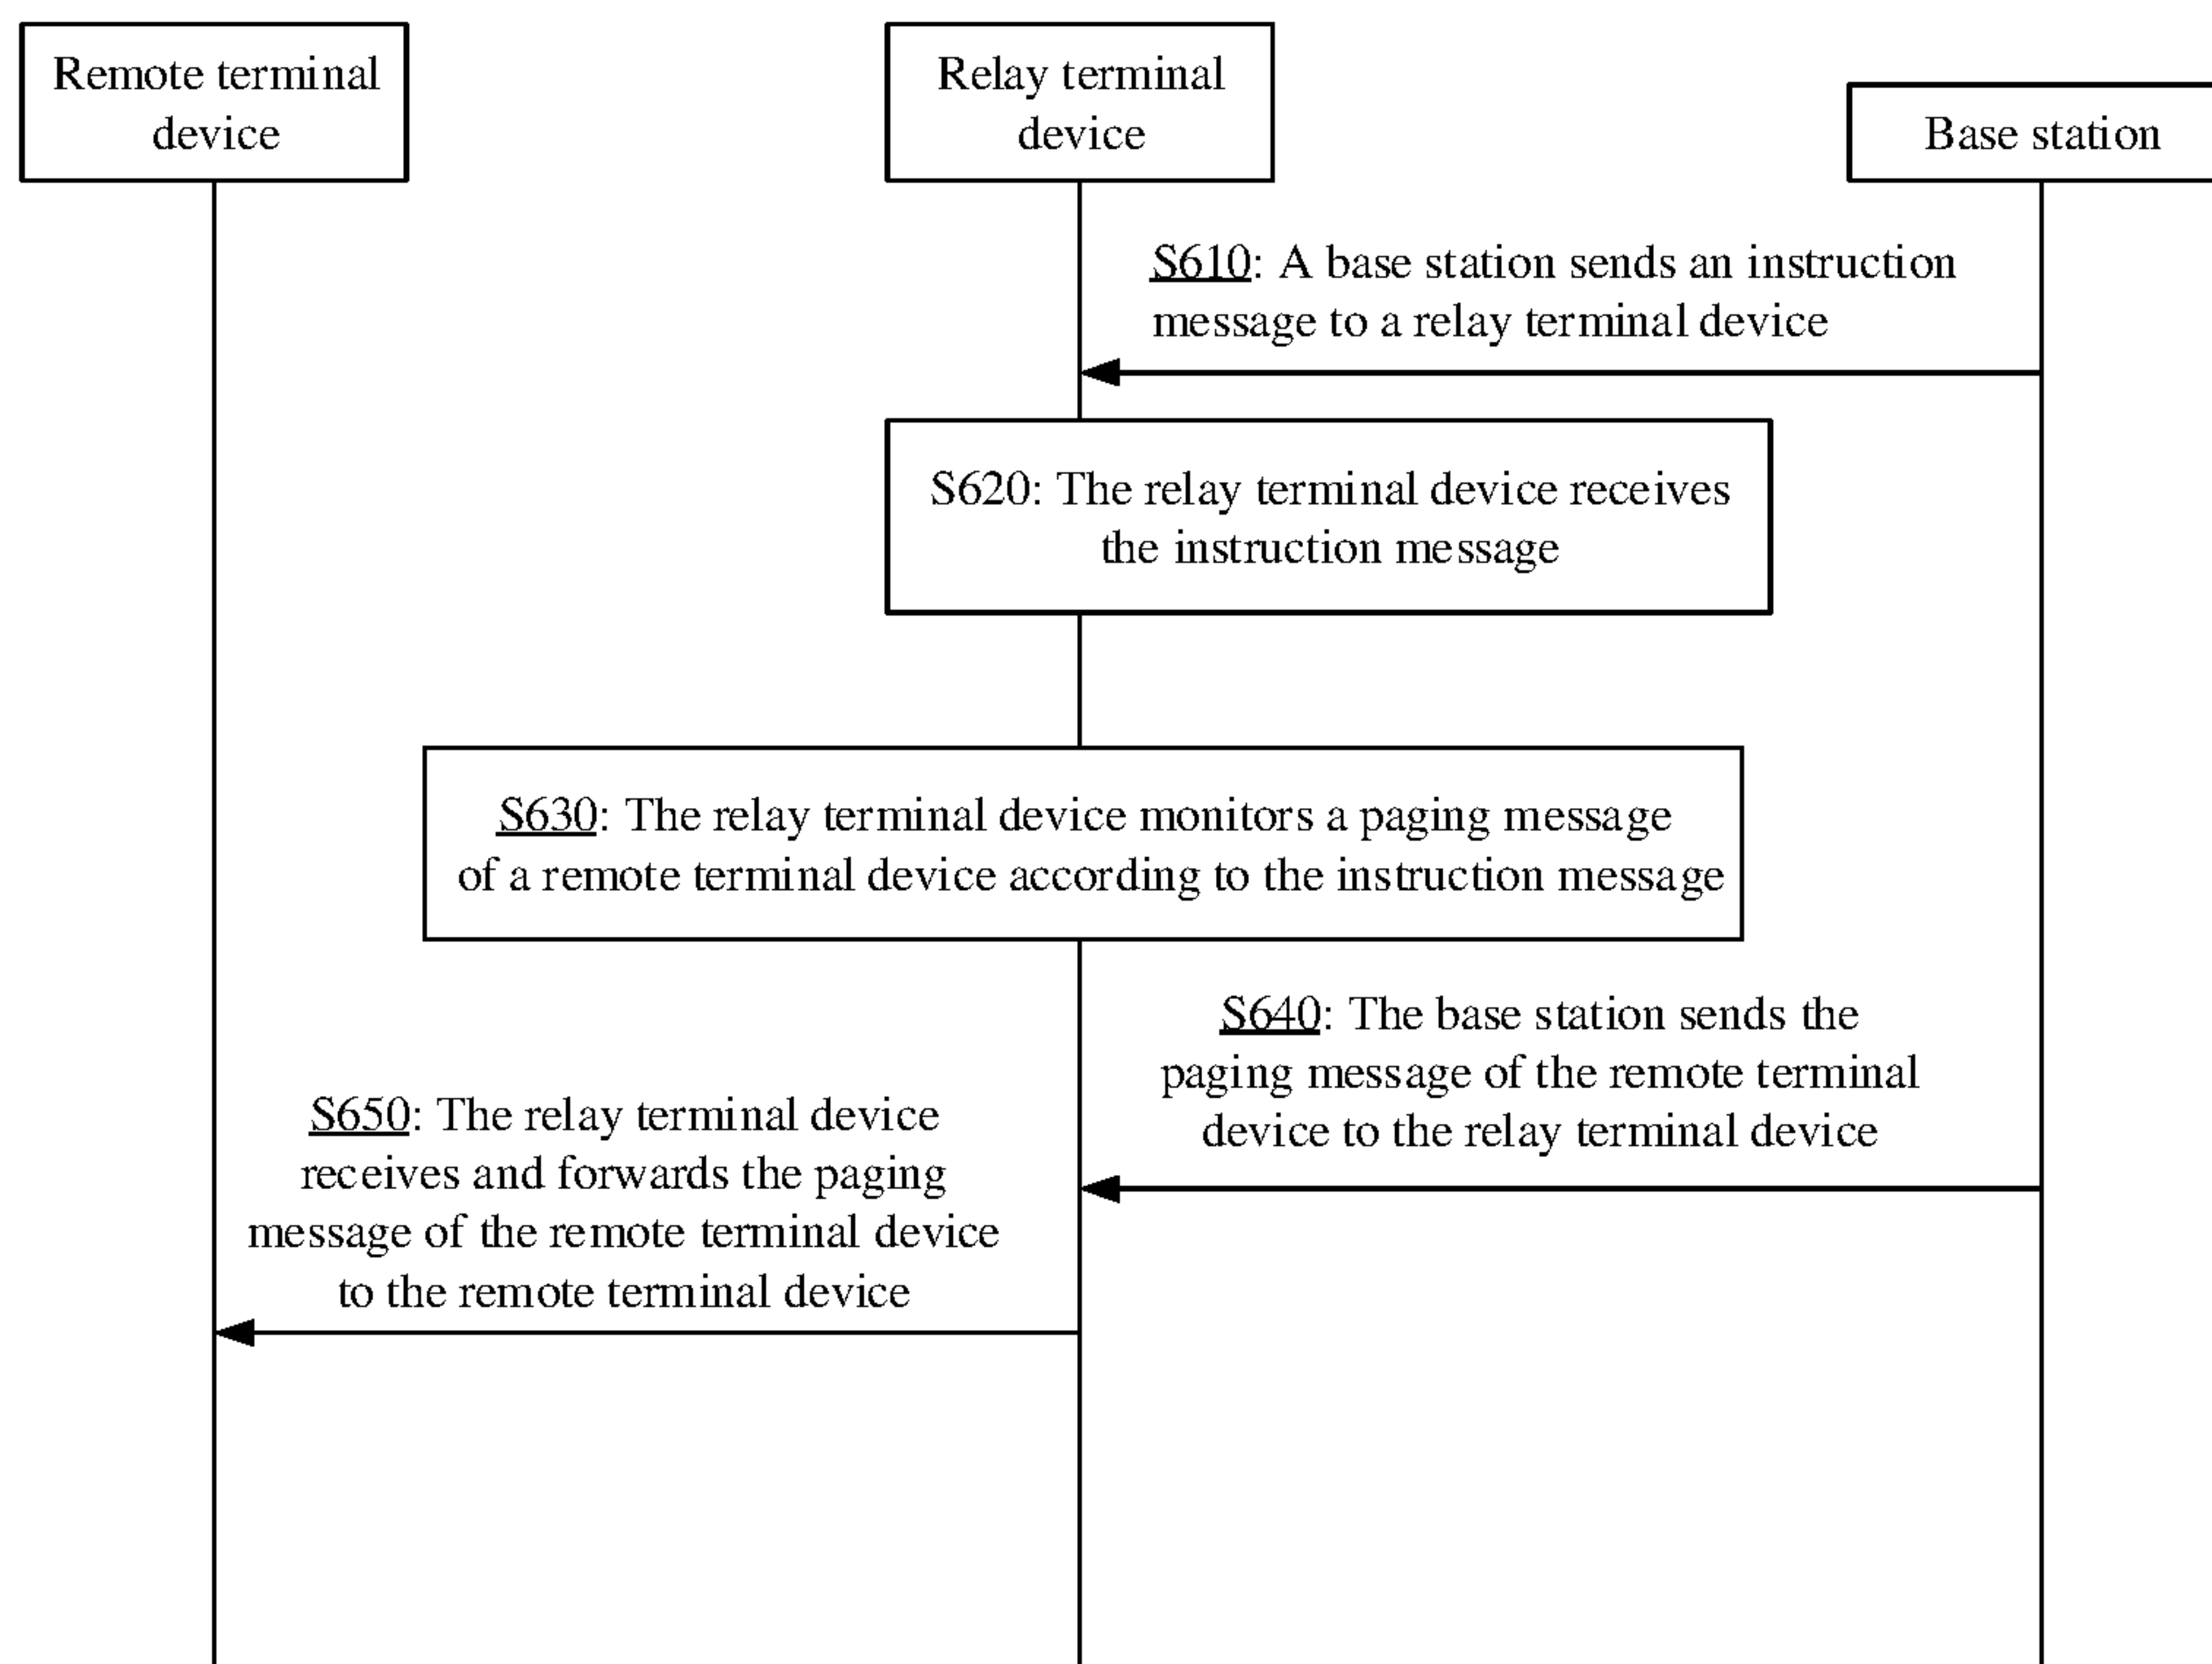 Remote terminal
device
Relay terminal
device
Base station
S610: A base station sends an instruction
message to a relay terminal device
S620: The relay terminal device receives
the instruction message
S630: The relay terminal device monitors a paging message
of a remote terminal device according to the instruction message
S640: The base station sends the
paging message of the remote terminal
device to the relay terminal device
S650: The relay terminal device
receives and forwards the paging
message of the remote terminal device
to the remote terminal device